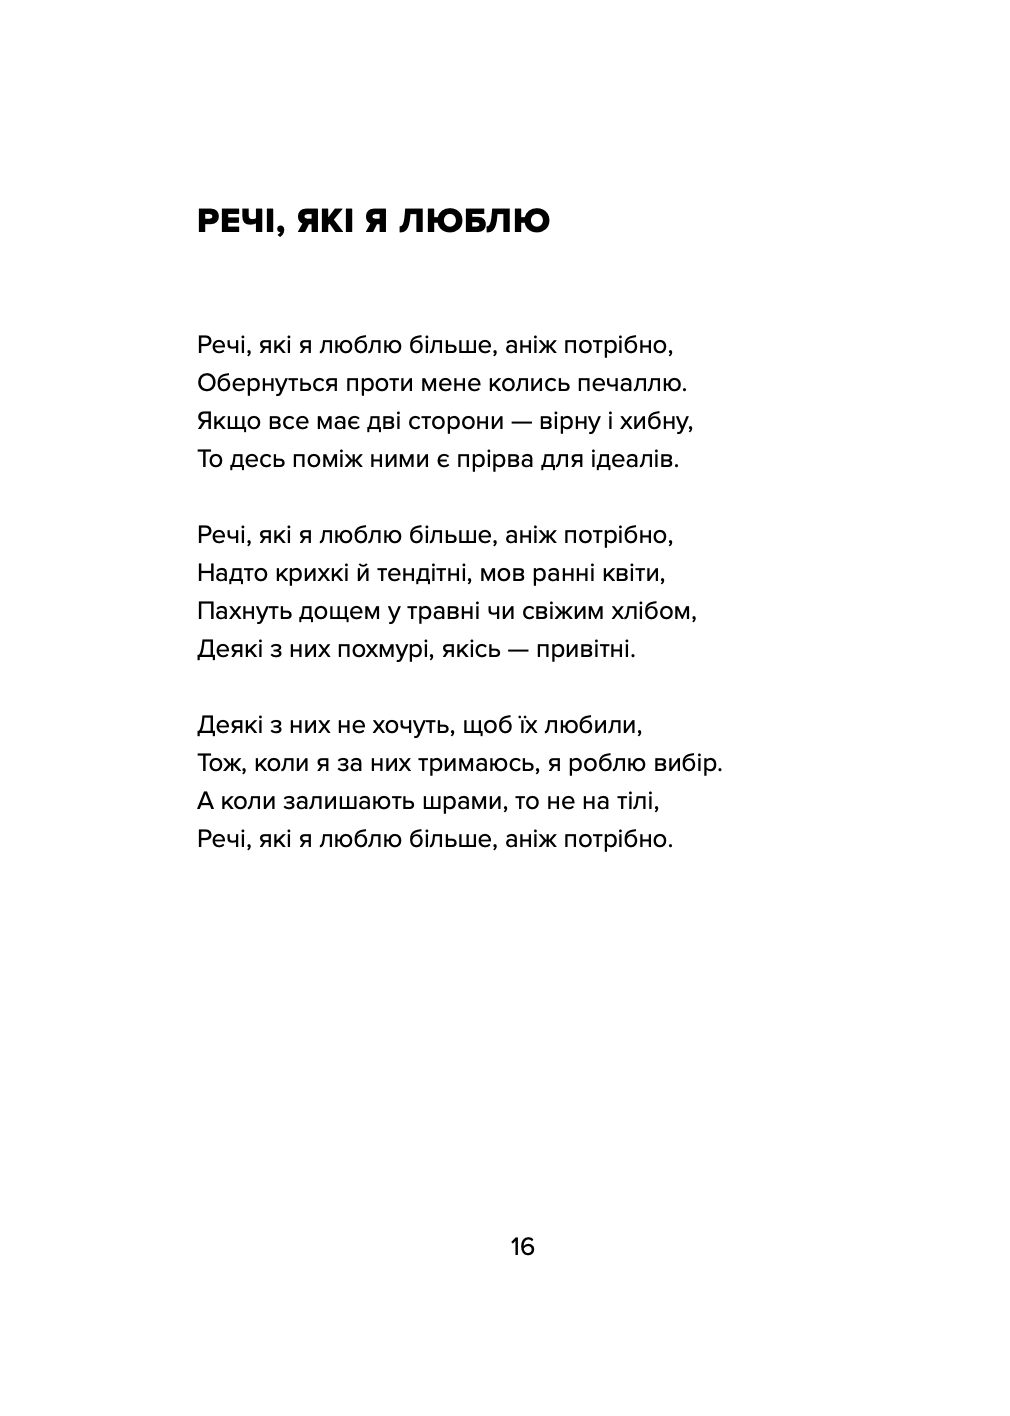 РЕЧІ, ЯКІ Я ЛЮБЛЮ
Речі, які я люблю більше, аніж потрібно,
Обернуться проти мене колись печаллю.
Якщо все має дві сторони — вірну і хибну,
То десь поміж ними є прірва для ідеалів.
Речі, які я люблю більше, аніж потрібно,
Надто крихкі й тендітні, мов ранні квіти,
Пахнуть дощем у травні чи свіжим хлібом,
Деякі з них похмурі, якісь — привітні.
Деякі з них не хочуть, щоб їх любили,
Тож, коли я за них тримаюсь, я роблю вибір.
А коли залишають шрами, то не на тілі,
Речі, які я люблю більше, аніж потрібно.
16